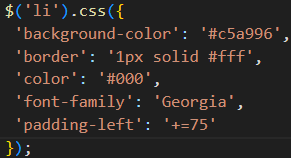 $('li').css({
'background-color': '#c5a996',
'border': '1px solid #fff',
'color': '#000',
'font-family': 'Georgia',
'padding-left': '+=75'
});